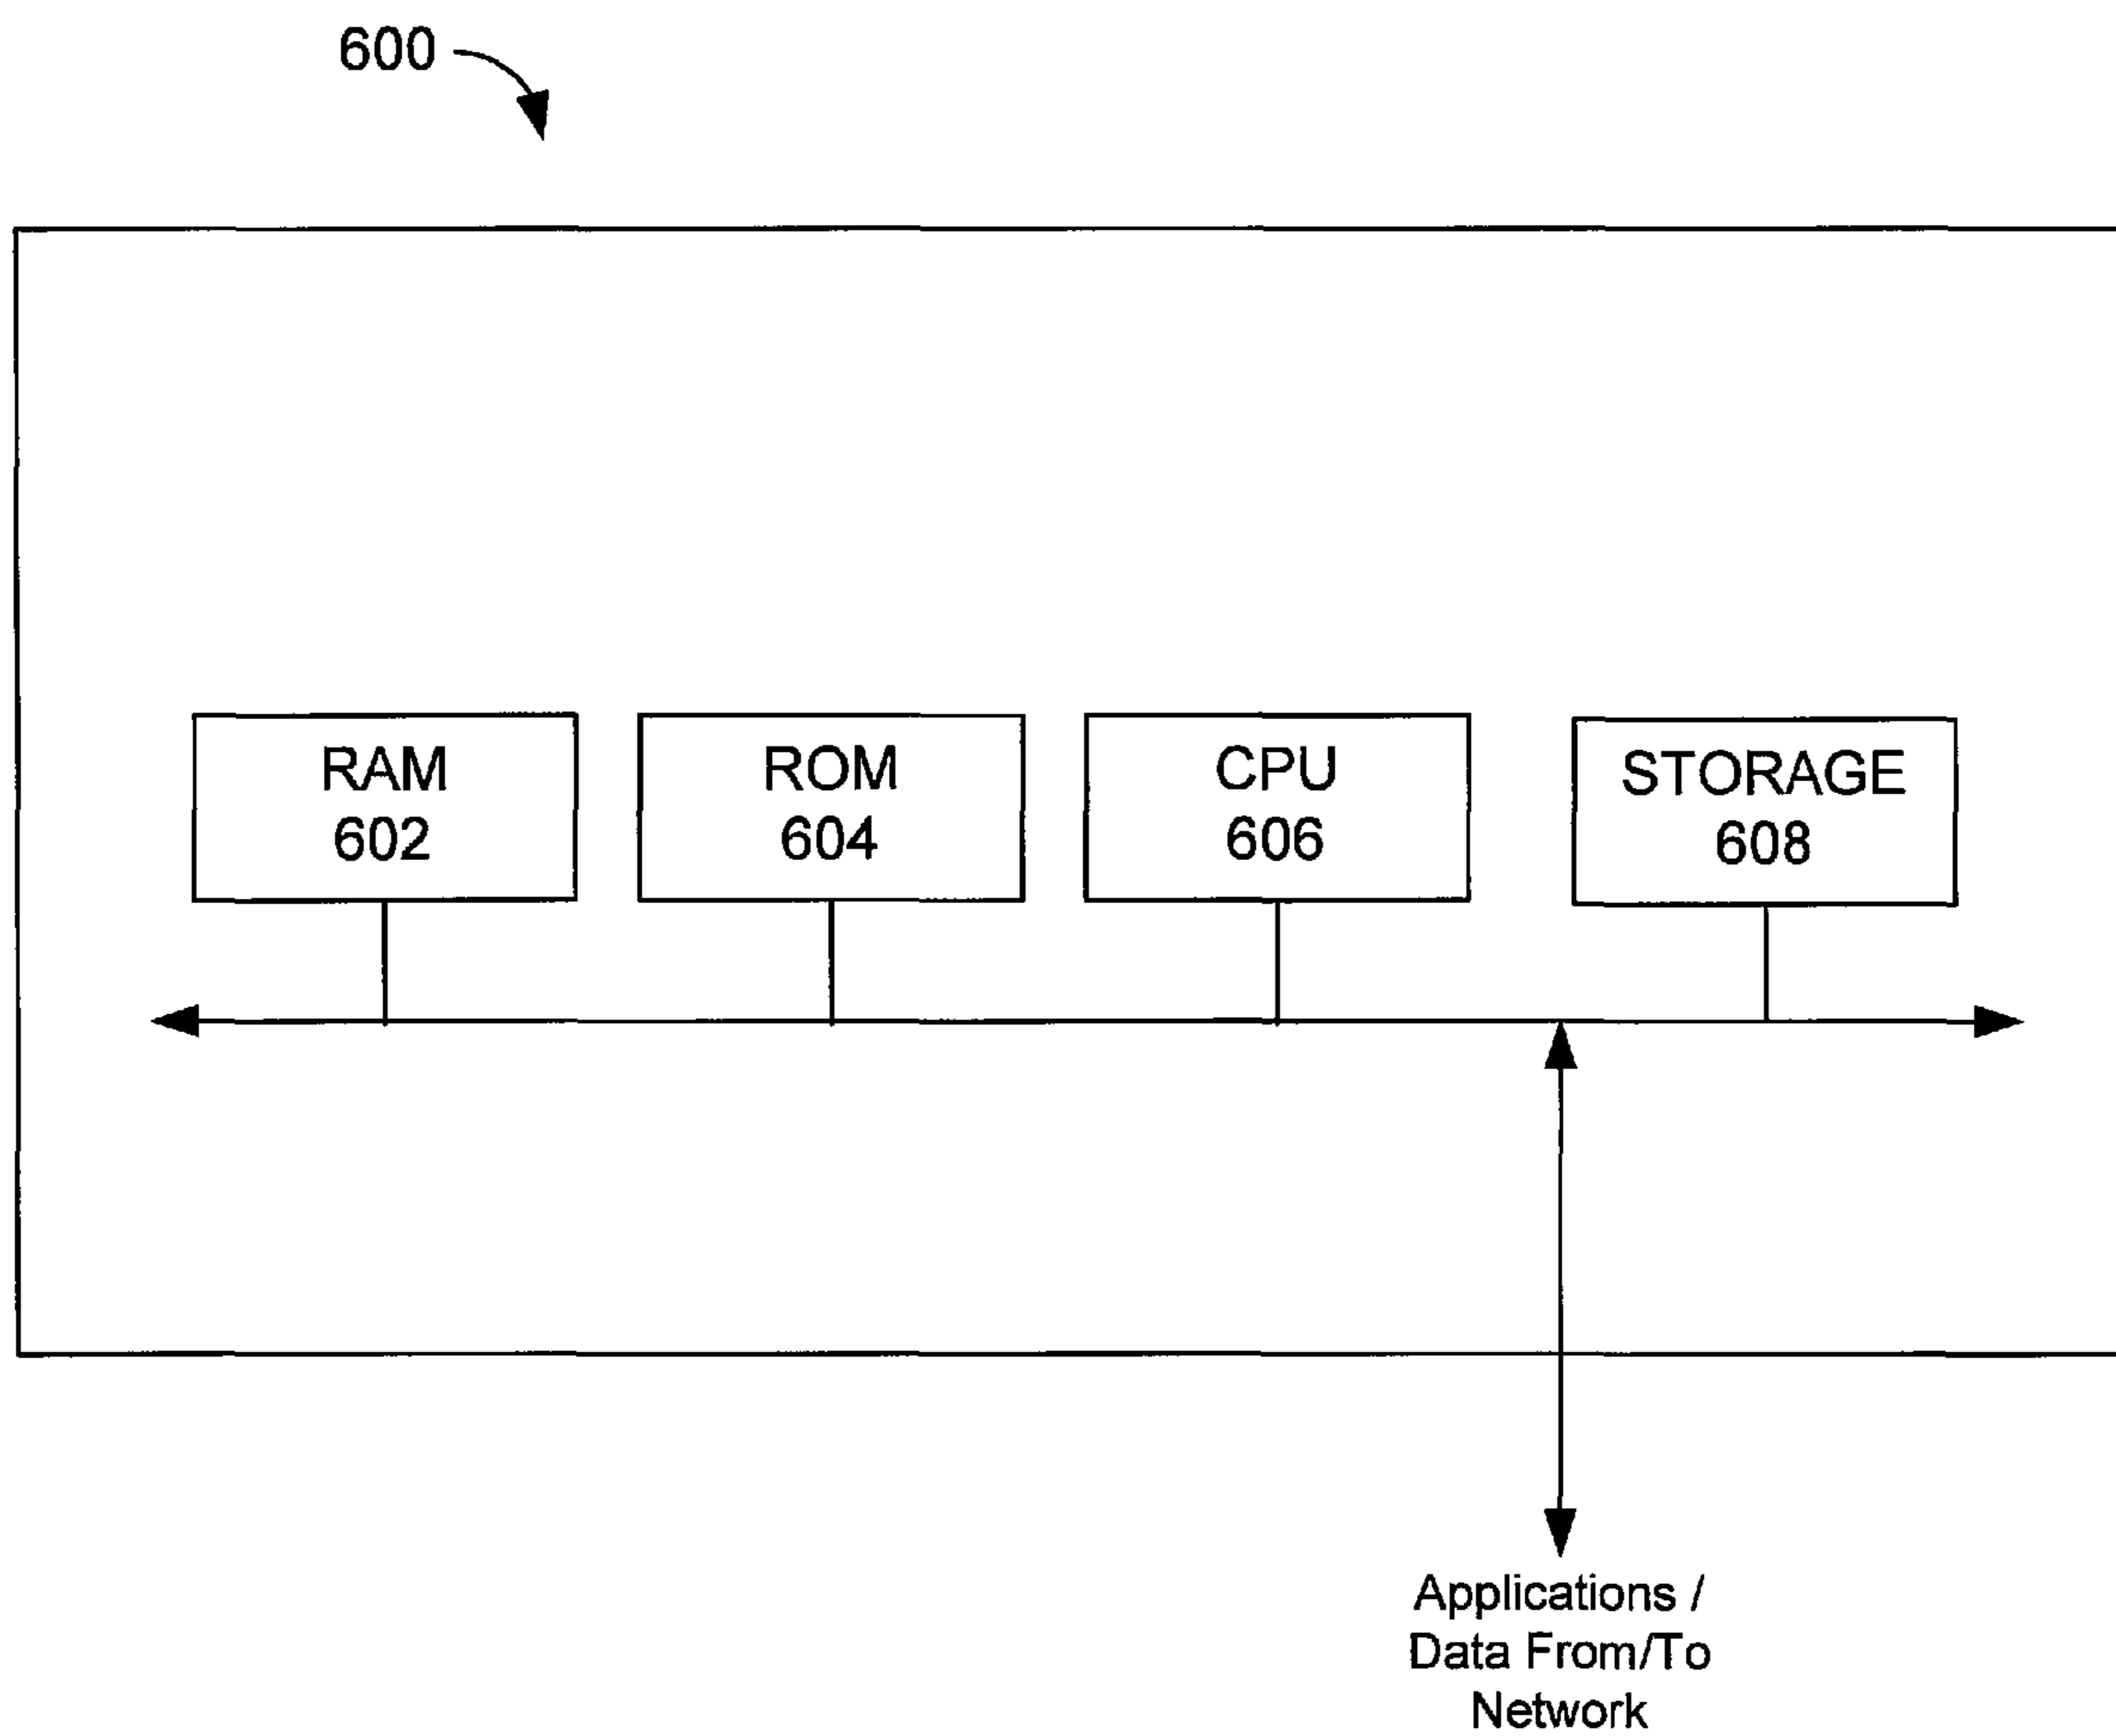 600
RAM
602
ROM
604
CPU
606
STORAGE
608
Applications /
Data From/To
Network